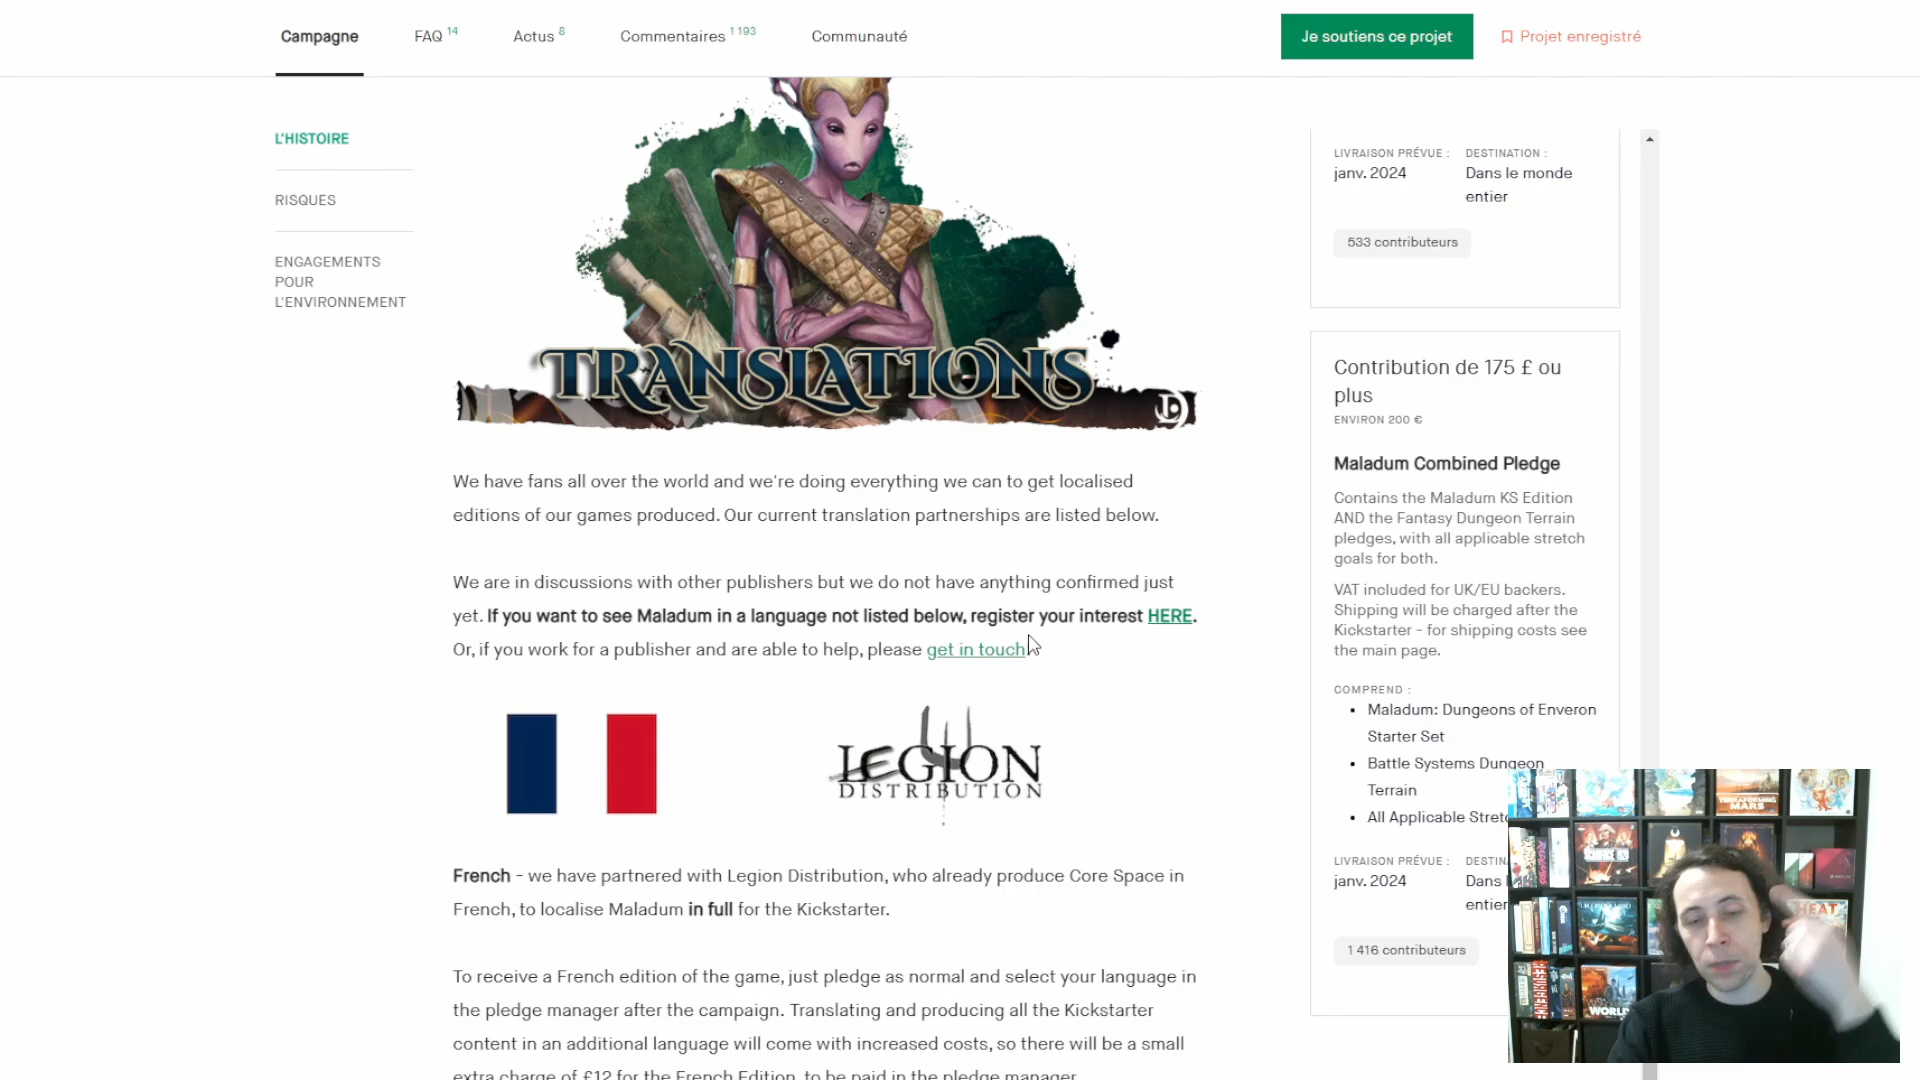 Campagne
FAQ 14
Actus 8
Commentaires 1 193
Communauté
Je soutiens ce projet
Projet enregistré
L'HISTOIRE
RISQUES
ENGAGEMENTS
POUR
L'ENVIRONNEMENT
TRANSLATIONS
We have fans all over the world and we're doing everything we can to get localised
editions of our games produced. Our current translation partnerships are listed below.
We are in discussions with other publishers but we do not have anything confirmed just
yet. If you want to see Maladum in a language not listed below, register your interest HERE.
Or, if you work for a publisher and are able to help, please get in touch
LEGION
DISTRIBUTION
French - we have partnered with Legion Distribution, who already produce Core Space in
French, to localise Maladum in full for the Kickstarter.
To receive a French edition of the game, just pledge as normal and select your language in
the pledge manager after the campaign. Translating and producing all the Kickstarter
content in an additional language will come with increased costs, so there will be a small
extra charge of £12 for the French Edition, to be paid in the pledge manager.
LIVRAISON PRÉVUE :
janv. 2024
DESTINATION :
Dans le monde
entier
533 contributeurs
Contribution de 175 £ ou
plus
ENVIRON 200 €
Maladum Combined Pledge
Contains the Maladum KS Edition
AND the Fantasy Dungeon Terrain
pledges, with all applicable stretch
goals for both.
VAT included for UK/EU backers.
Shipping will be charged after the
Kickstarter - for shipping costs see
the main page.
COMPREND :
• Maladum: Dungeons of Enveron
Starter Set
• Battle Systems Dungeon
Terrain
• All Applicable
LIVRAISON PRÉVUE :
janv. 2024
Dans
entier
1 416 contributeurs
TERRAFORMING
MARS
HEAT
WORLD